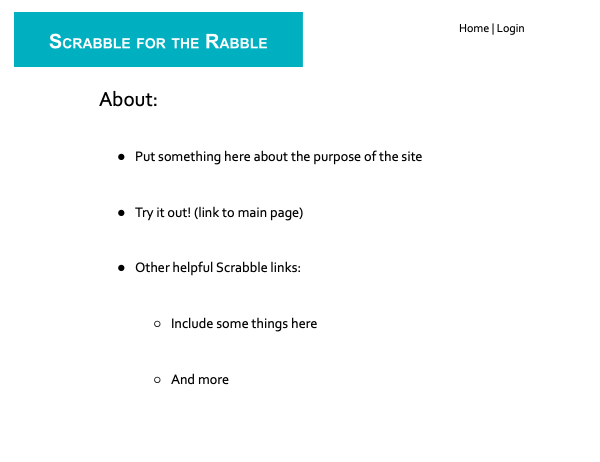 Scrabble for the Rabble
Home | Login
About:
● Put something here about the purpose of the site
● Try it out! (link to main page)
● Other helpful Scrabble links:
○ Include some things here
○ And more